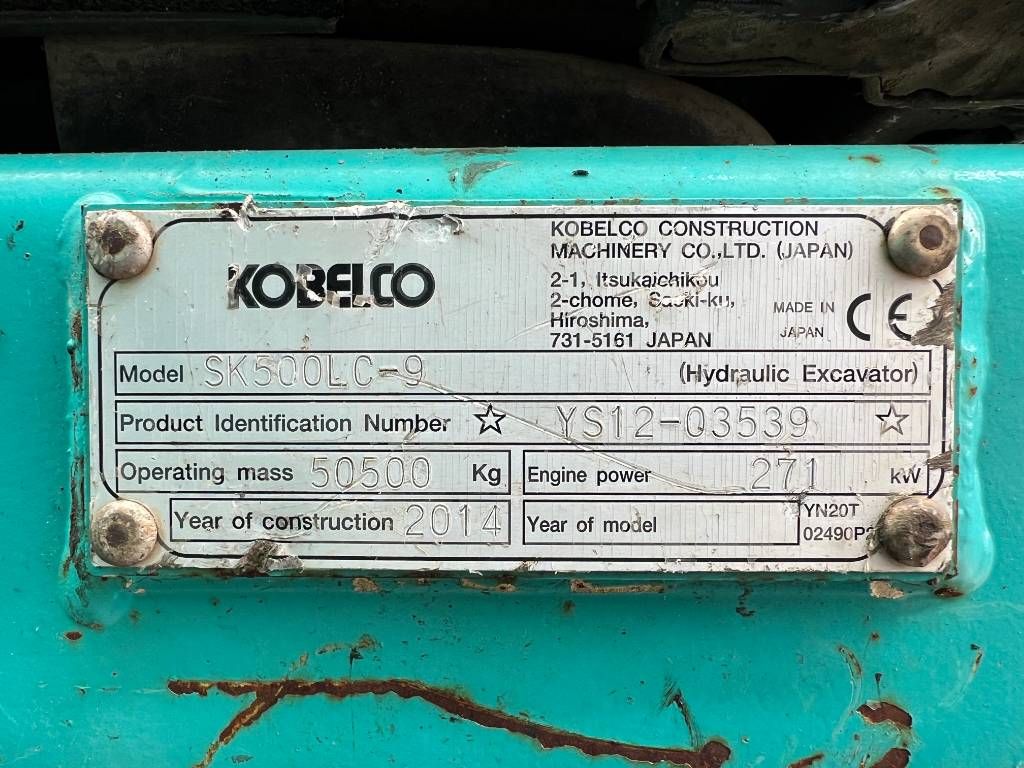 KOBELCO
KOBELCO CONSTRUCTION
MACHINERY CO.,LTD. (JAPAN)
2-1, Itsukaichikou
2-chome, Saeki-ku,
Hiroshima,
731-5161 JAPAN
MADE IN
JAPAN
CE
Model SK500LC-9 (Hydraulic Excavator)
Product Identification Number ☆ YS12-03539 ☆
Operating mass 50500 Kg
Engine power 271 kW
Year of construction 2014
Year of model
YN20T